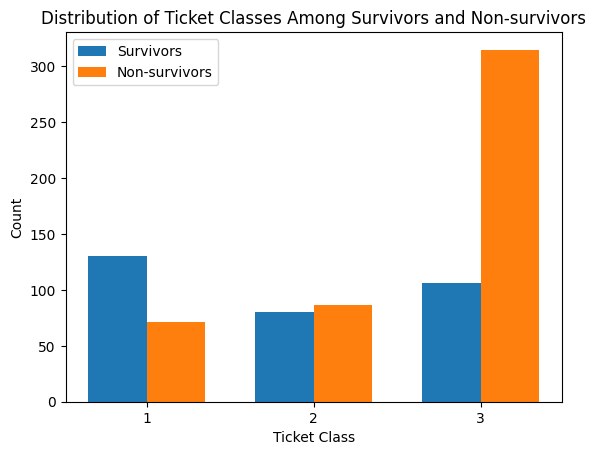 Distribution of Ticket Classes Among Survivors and Non-survivors
Survivors
Non-survivors
300
250
200
150
100
50
0
Count
1 2 3
Ticket Class